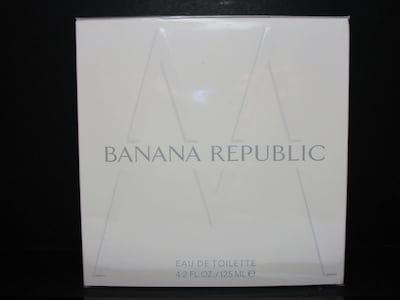 M
BANANA REPUBLIC
EAU DE TOILETTE
4.2 FL.OZ./125 ML ℮